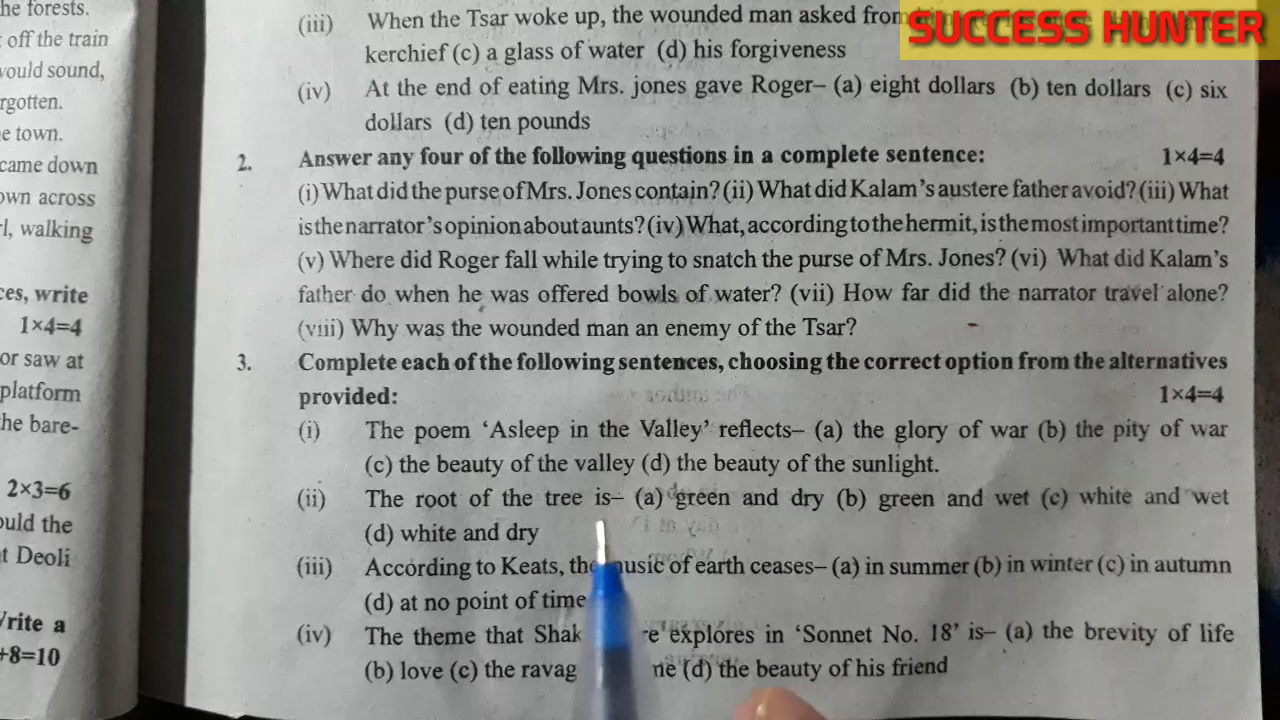 SUCCESS HUNTER
he forests.
off the train
would sound,
rgotten.
e town.
came down
own across
l, walking
ces, write
1×4=4
or saw at
platform
he bare-
2×3=6
ould the
t Deoli
Write a
+8=10
(iii) When the Tsar woke up, the wounded man asked from
kerchief (c) a glass of water (d) his forgiveness
(iv) At the end of eating Mrs. jones gave Roger– (a) eight dollars (b) ten dollars (c) six
dollars (d) ten pounds
2. Answer any four of the following questions in a complete sentence: 1×4=4
(i) What did the purse of Mrs. Jones contain? (ii) What did Kalam's austere father avoid? (iii) What
is the narrator's opinion about aunts? (iv) What, according to the hermit, is the most important time?
(v) Where did Roger fall while trying to snatch the purse of Mrs. Jones? (vi) What did Kalam's
father do when he was offered bowls of water? (vii) How far did the narrator travel alone?
(viii) Why was the wounded man an enemy of the Tsar?
3. Complete each of the following sentences, choosing the correct option from the alternatives
provided: 1×4=4
(i) The poem 'Asleep in the Valley' reflects– (a) the glory of war (b) the pity of war
(c) the beauty of the valley (d) the beauty of the sunlight.
(ii) The root of the tree is– (a) green and dry (b) green and wet (c) white and wet
(d) white and dry
(iii) According to Keats, the music of earth ceases– (a) in summer (b) in winter (c) in autumn
(d) at no point of time
(iv) The theme that Shak re explores in 'Sonnet No. 18' is– (a) the brevity of life
(b) love (c) the ravag ne (d) the beauty of his friend